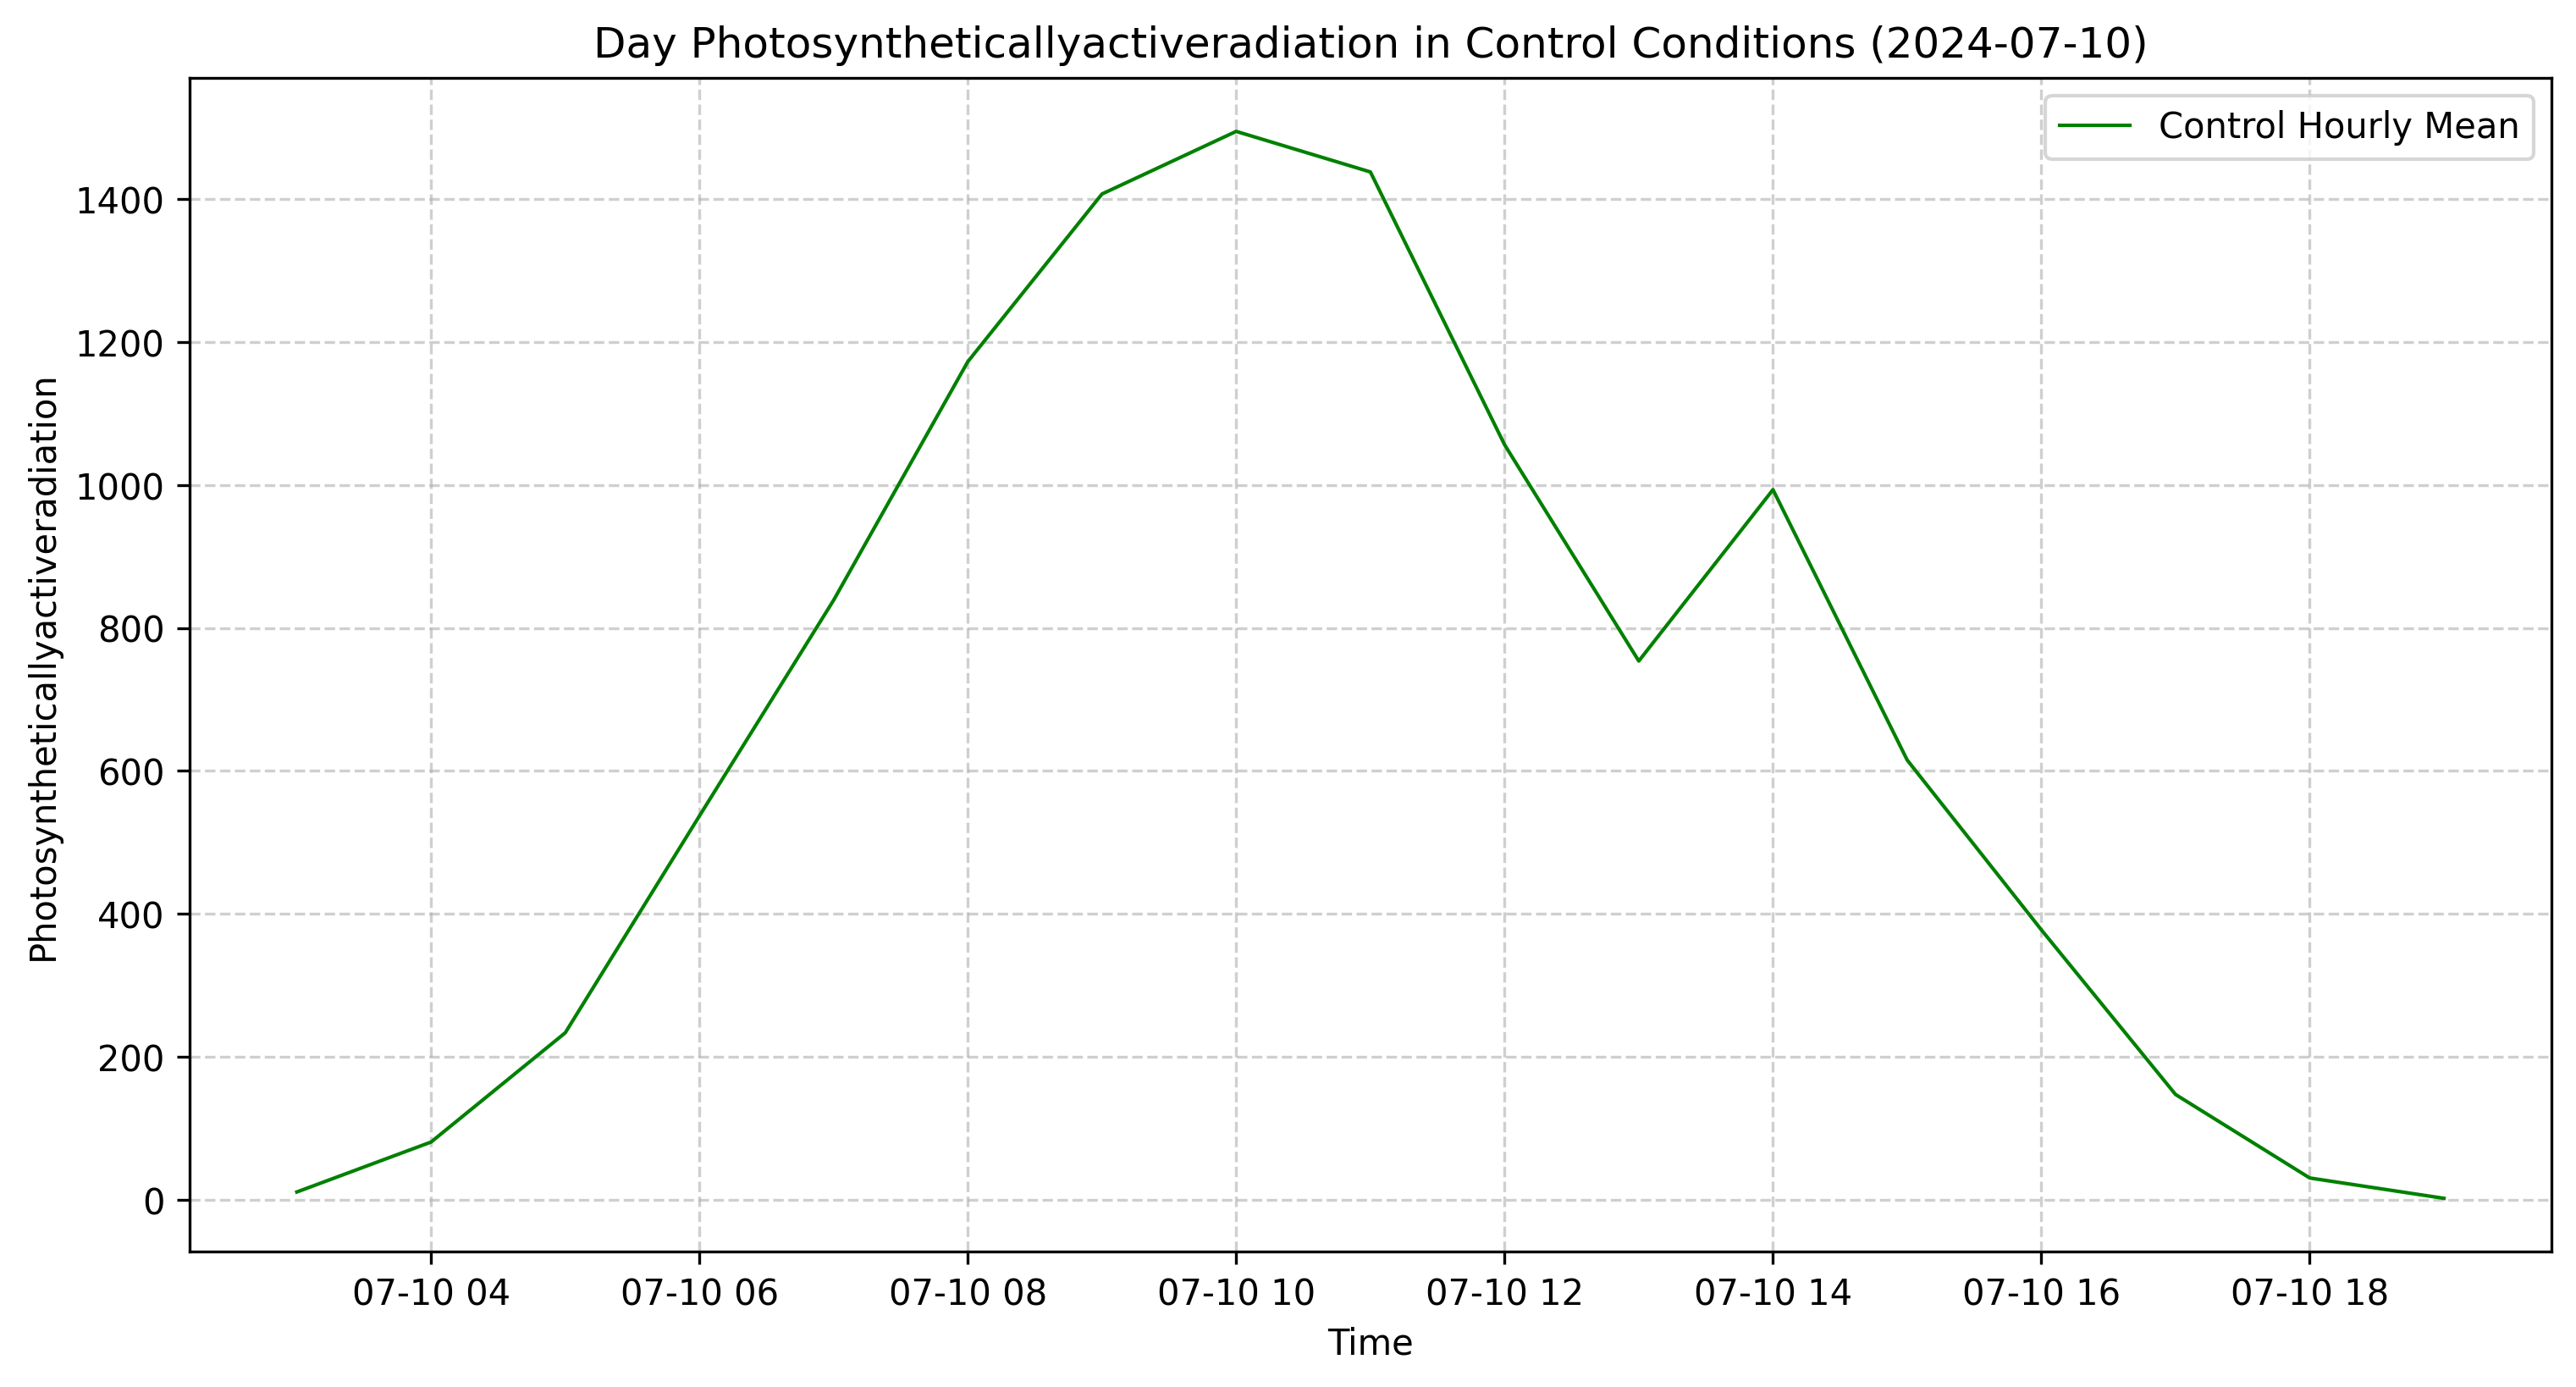 Day Photosyntheticallyactiveradiation in Control Conditions (2024-07-10)
Control Hourly Mean
Photosyntheticallyactiveradiation
1400
1200
1000
800
600
400
200
0
07-10 04 07-10 06 07-10 08 07-10 10 07-10 12 07-10 14 07-10 16 07-10 18
Time